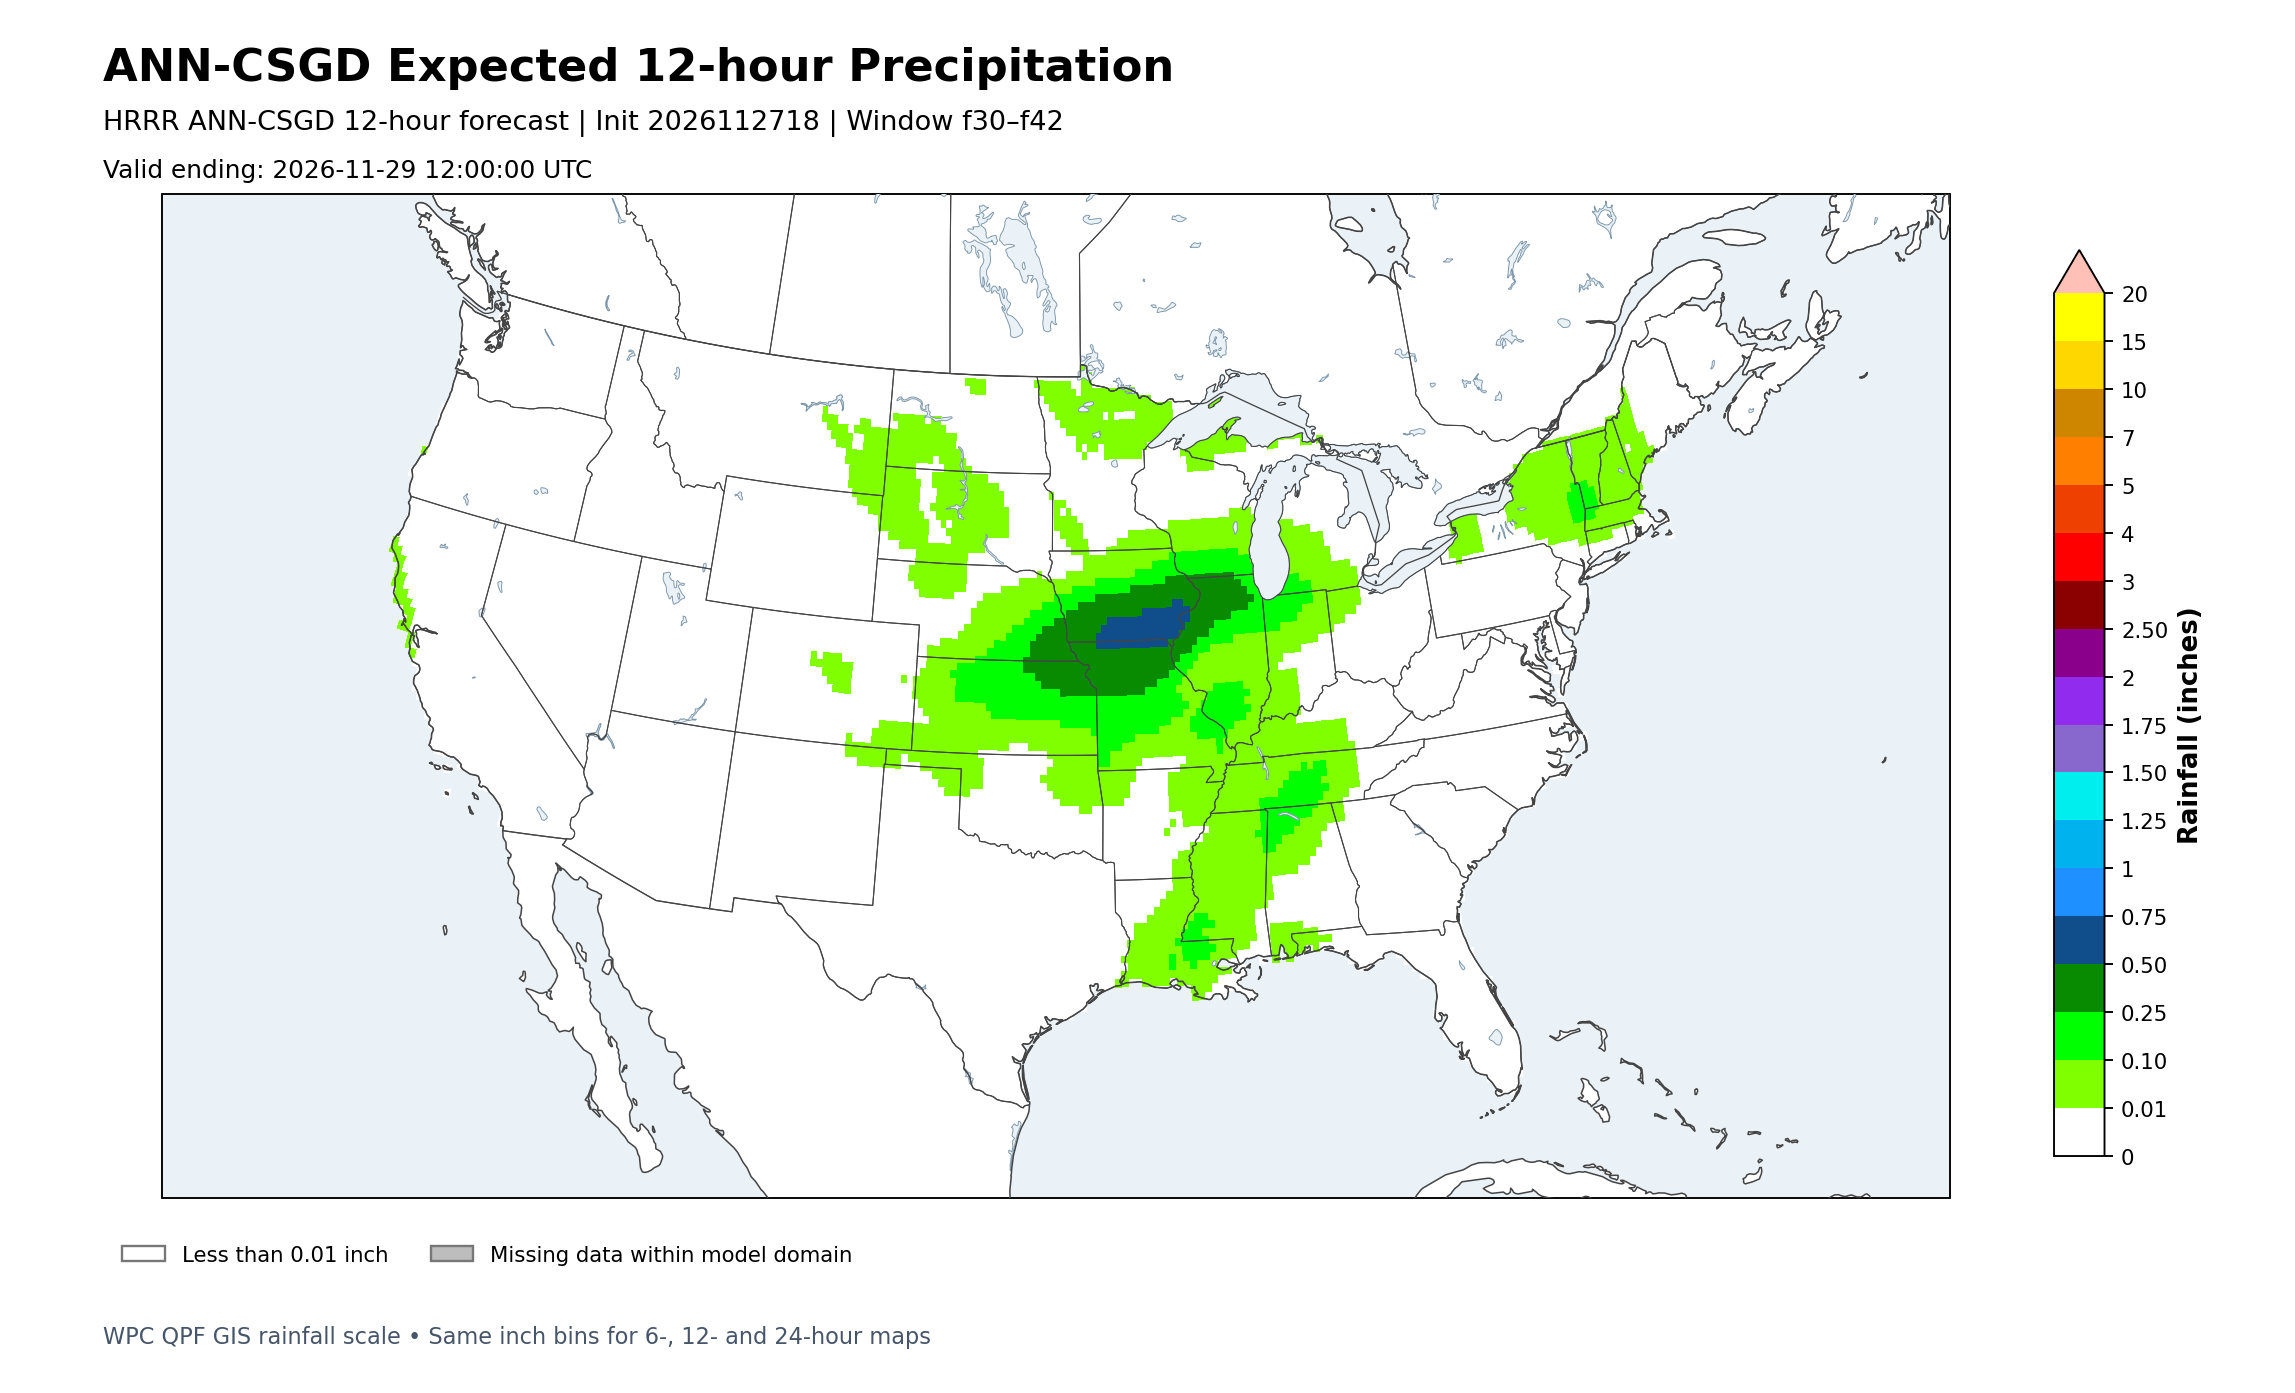 ANN-CSGD Expected 12-hour Precipitation
HRRR ANN-CSGD 12-hour forecast | Init 2026112718 | Window f30–f42
Valid ending: 2026-11-29 12:00:00 UTC
20
15
10
7
5
4
3
2.50
2
1.75
1.50
1.25
1
0.75
0.50
0.25
0.10
0.01
0
Rainfall (inches)
Less than 0.01 inch
Missing data within model domain
WPC QPF GIS rainfall scale • Same inch bins for 6-, 12- and 24-hour maps